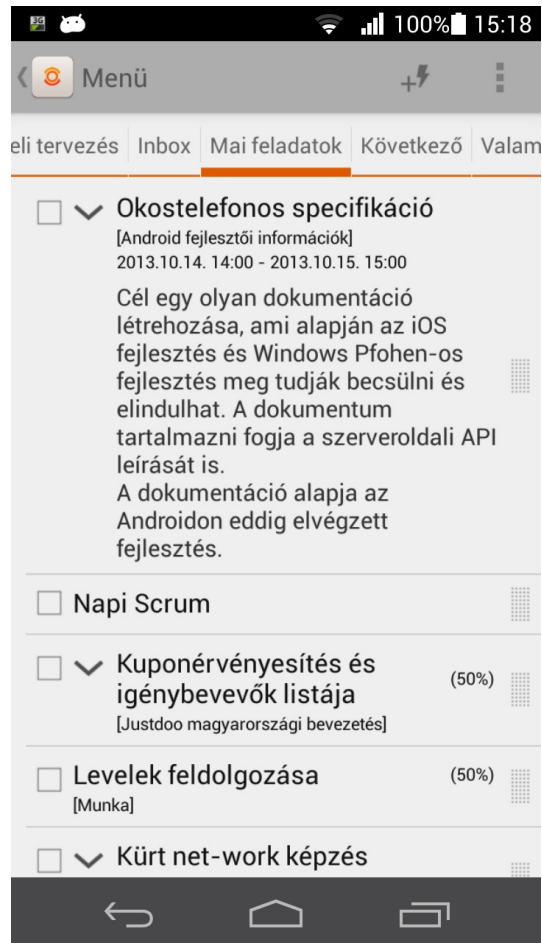 3G 100% 15:18
Menü
eli tervezés Inbox Mai feladatok Következő Valam
Okostelefonos specifikáció
[Android fejlesztői információk]
2013.10.14. 14:00 - 2013.10.15. 15:00
Cél egy olyan dokumentáció
létrehozása, ami alapján az iOS
fejlesztés és Windows Pfohen-os
fejlesztés meg tudják becsülni és
elindulhat. A dokumentum
tartalmazni fogja a szerveroldali API
leírását is.
A dokumentáció alapja az
Androidon eddig elvégzett
fejlesztés.
Napi Scrum
Kuponérvényesítés és
igénybevevők listája (50%)
[Justdoo magyarországi bevezetés]
Levelek feldolgozása (50%)
[Munka]
Kürt net-work képzés